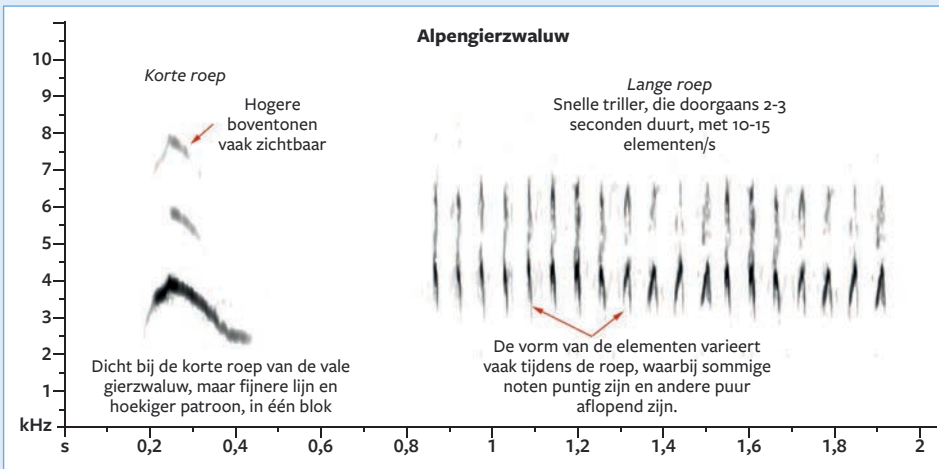 Alpengierzwaluw
Korte roep
Hogere
boventonen
vaak zichtbaar
Lange roep
Snelle triller, die doorgaans 2-3
seconden duurt, met 10-15
elementen/s
10
9
8
7
6
5
4
3
2
1
kHz
Dicht bij de korte roep van de vale
gierzwaluw, maar fijnere lijn en
hoekiger patroon, in één blok
De vorm van de elementen varieert
vaak tijdens de roep, waarbij sommige
noten puntig zijn en andere puur
aflopend zijn.
s 0,2 0,4 0,6 0,8 1 1,2 1,4 1,6 1,8 2